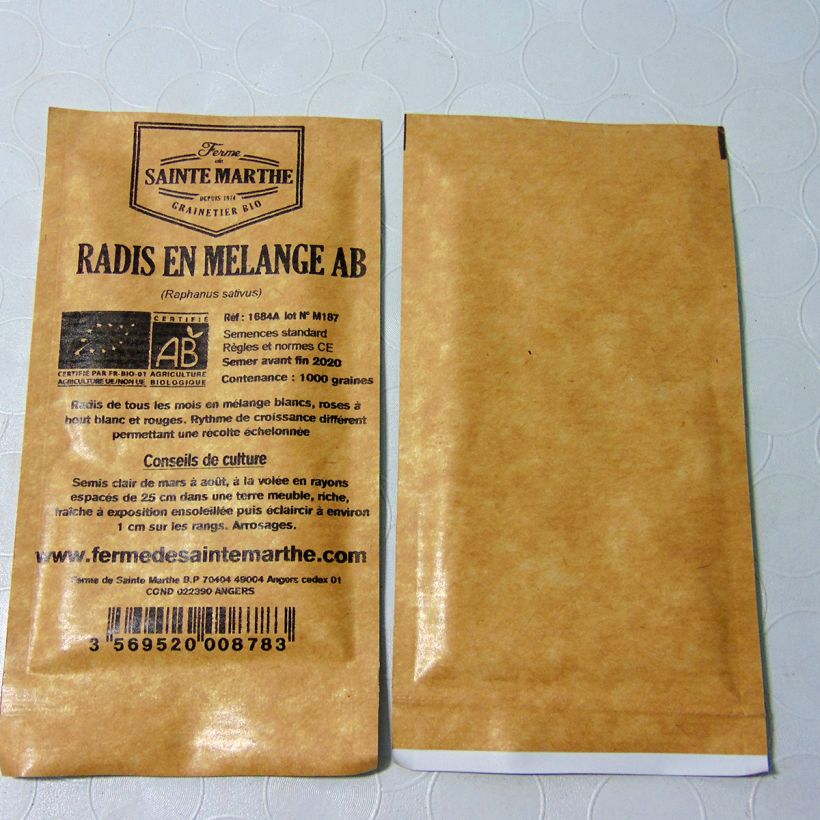 Ferme
de
SAINTE MARTHE
DEPUIS 1974
GRAINETIER BIO
RADIS EN MELANGE AB
(Raphanus sativus)
CERTIFIÉ
AB
CERTIFIÉ PAR FR-BIO-01
AGRICULTURE UE/NON UE
AGRICULTURE
BIOLOGIQUE
Réf : 1684A lot N° M187
Semences standard
Règles et normes CE
Semer avant fin 2020
Contenance : 1000 graines
Radis de tous les mois en mélange blancs, roses à
bout blanc et rouges. Rythme de croissance différent
permettant une récolte échelonnée
Conseils de culture
Semis clair de mars à août, à la volée en rayons
espacés de 25 cm dans une terre meuble, riche,
fraîche à exposition ensoleillée puis éclaircir à environ
1 cm sur les rangs. Arrosages.
www.fermedesaintemarthe.com
Ferme de Sainte Marthe B.P 70404 49004 Angers cedex 01
COND 022390 ANGERS
3 569520 008783